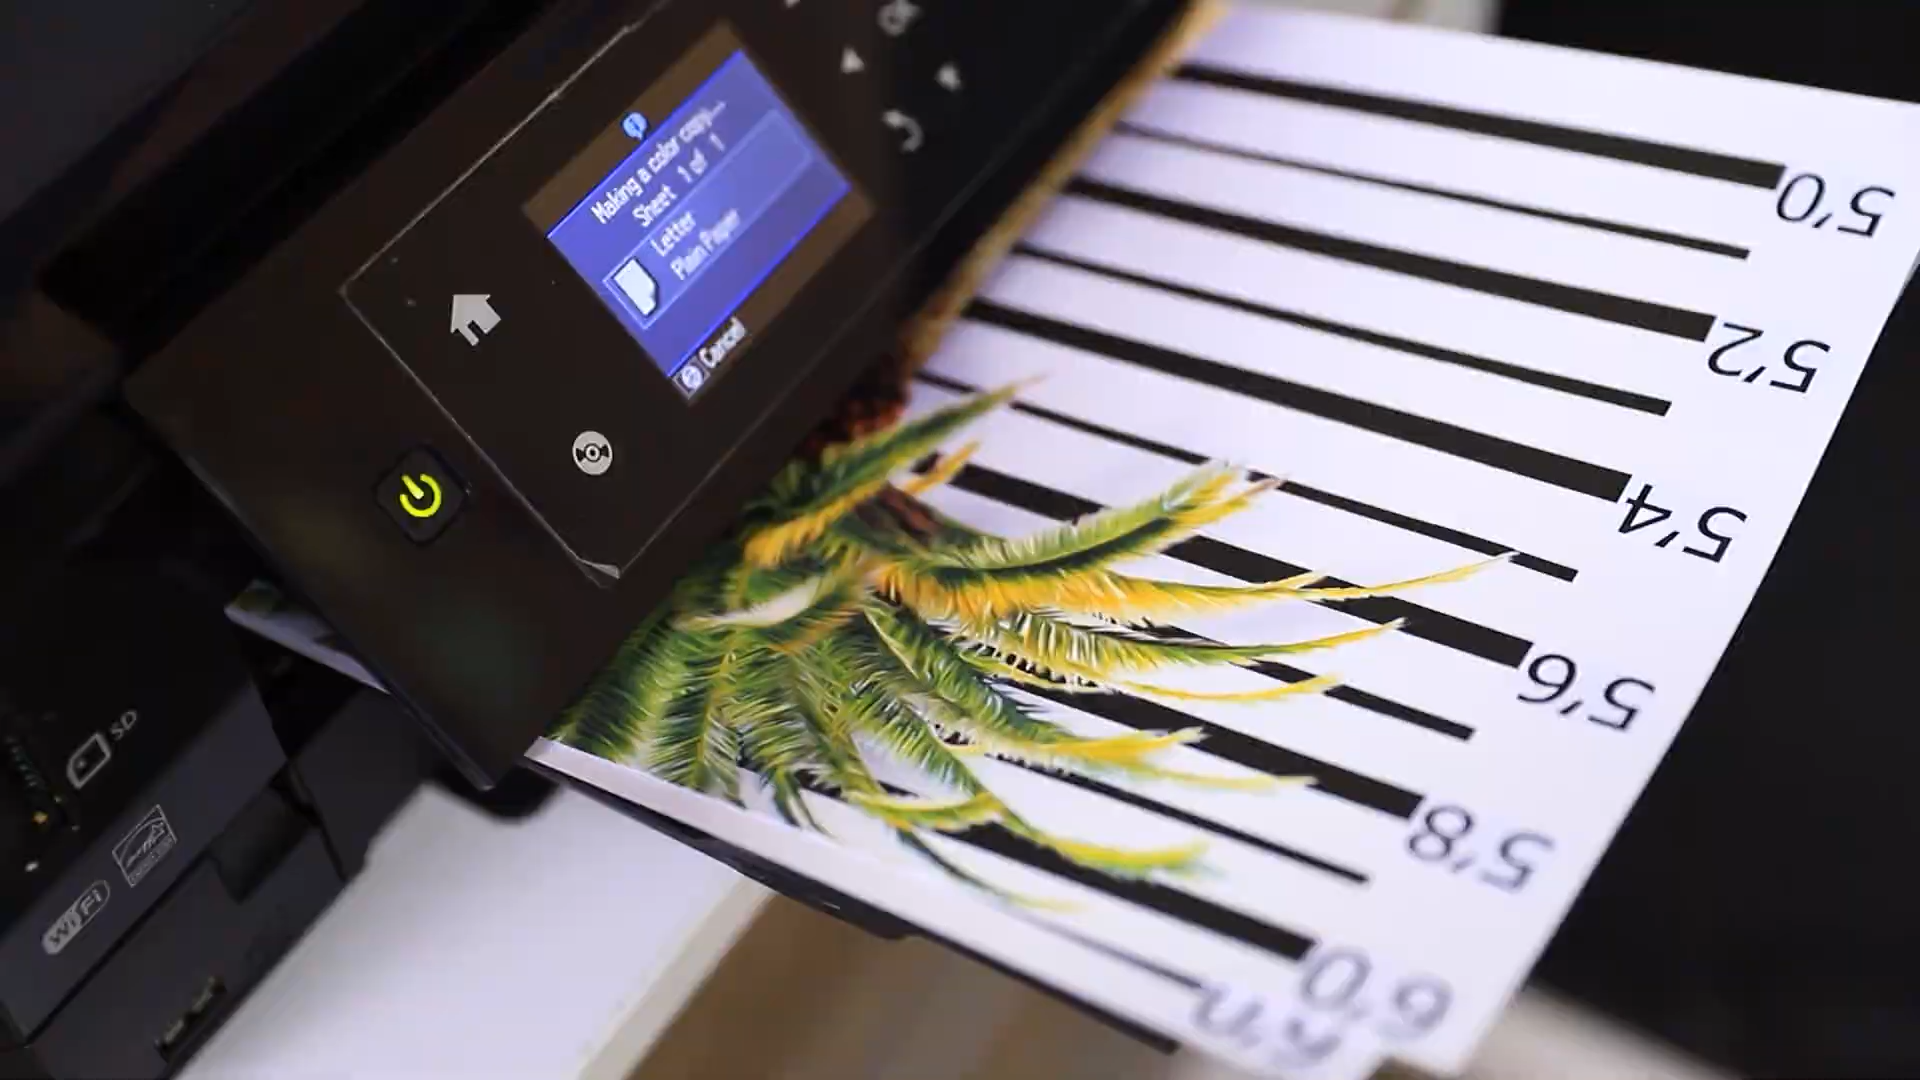 OK
Making a color copy...
Sheet 1 of 1
Letter
Plain Paper
Cancel
SD
WiFi
5'0
5'2
5'4
5'6
5'8
6'0